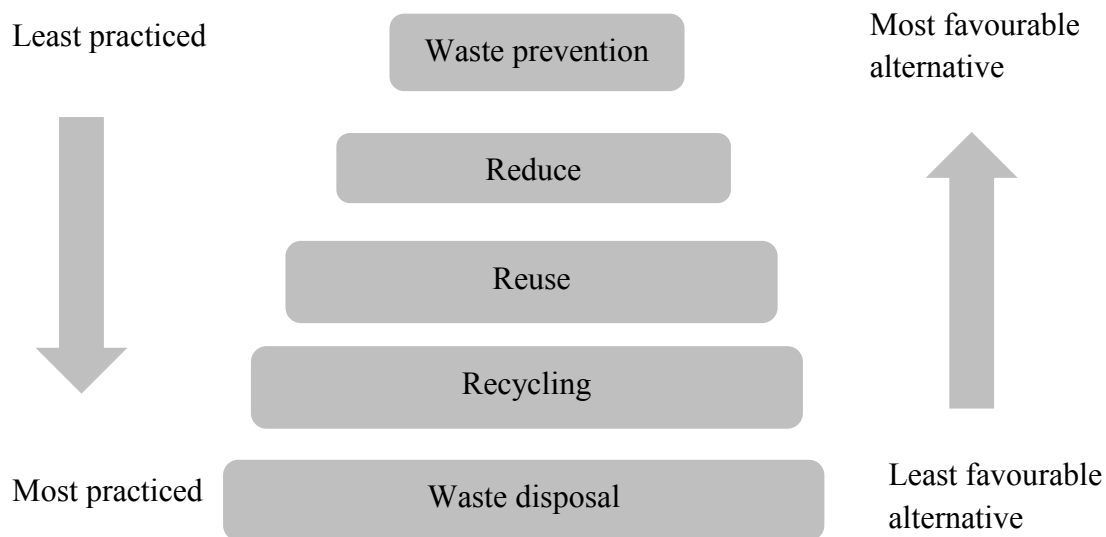 Least practiced
Waste prevention
Most favourable
alternative
Reduce
Reuse
Recycling
Most practiced
Waste disposal
Least favourable
alternative